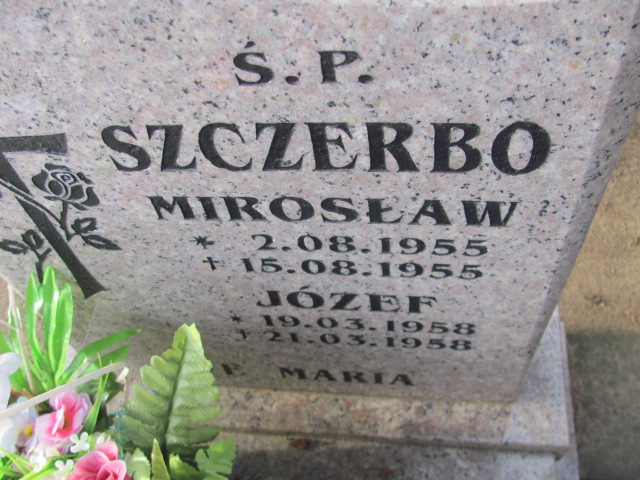 Ś.P.
SZCZERBO
MIROSŁAW
* 2.08.1955
† 15.08.1955
JÓZEF
* 19.03.1958
† 21.03.1958
E MARIA